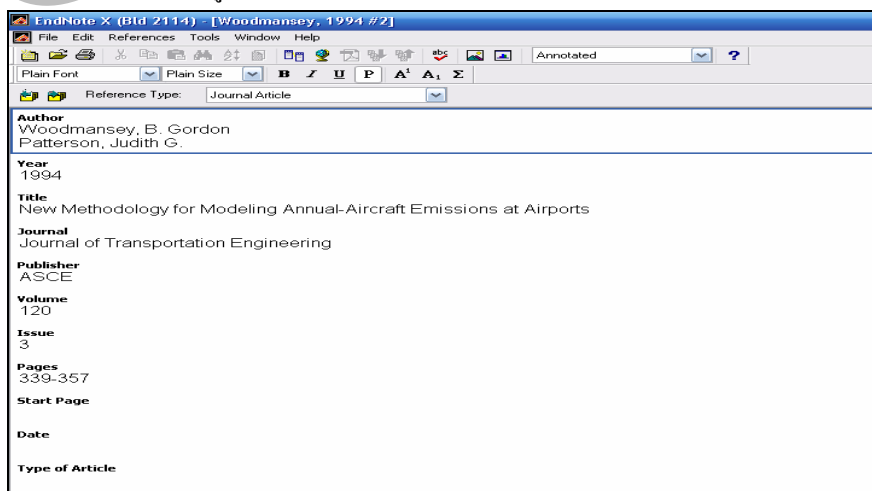 EndNote X (Bld 2114) - [Woodmansey, 1994 #2]
File Edit References Tools Window Help
Annotated
Plain Font Plain Size B I U P A¹ A₁ Σ
Reference Type: Journal Article
Author
Woodmansey, B. Gordon
Patterson, Judith G.
Year
1994
Title
New Methodology for Modeling Annual-Aircraft Emissions at Airports
Journal
Journal of Transportation Engineering
Publisher
ASCE
Volume
120
Issue
3
Pages
339-357
Start Page
Date
Type of Article